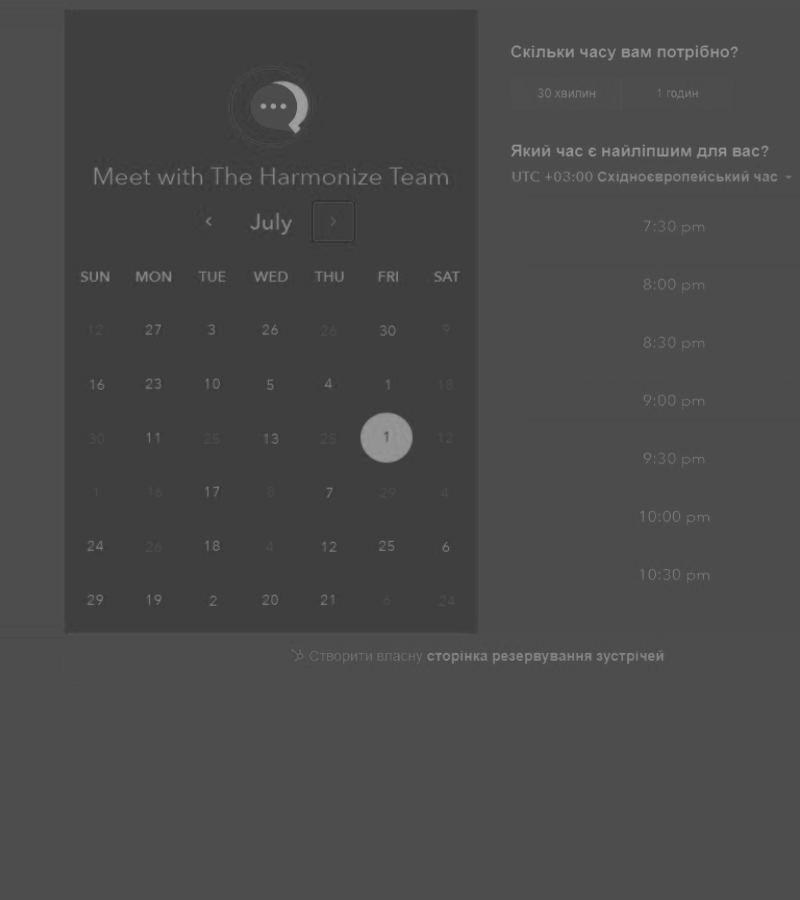 Meet with The Harmonize Team
July
SUN MON TUE WED THU FRI SAT
12 27 3 26 26 30 9
16 23 10 5 4 1 18
30 11 25 13 25 1 12
1 16 17 8 7 29 4
24 26 18 4 12 25 6
29 19 2 20 21 6 24
Скільки часу вам потрібно?
30 хвилин 1 годин
Який час є найліпшим для вас?
UTC +03:00 Східноєвропейський час
7:30 pm
8:00 pm
8:30 pm
9:00 pm
9:30 pm
10:00 pm
10:30 pm
Створити власну сторінка резервування зустрічей